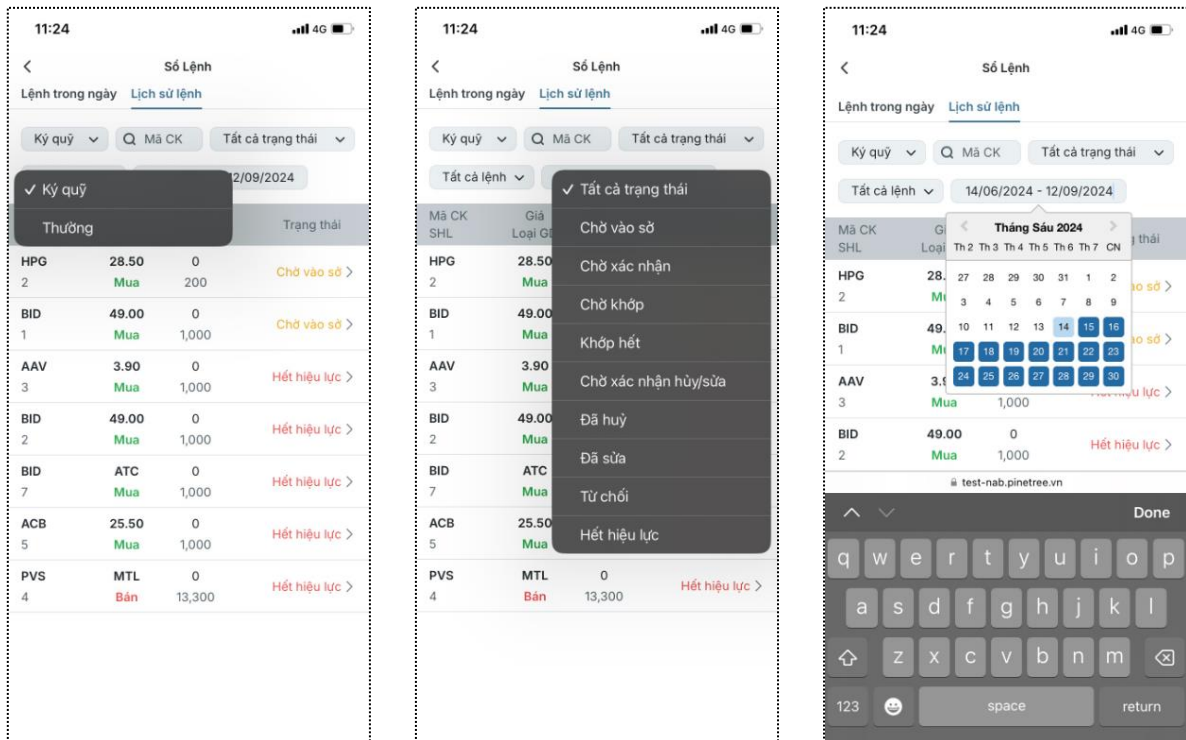 11:24
4G
Sổ Lệnh
Lệnh trong ngày Lịch sử lệnh
Ký quỹ Mã CK Tất cả trạng thái
12/09/2024
✓ Ký quỹ
Thường
Trạng thái
HPG 28.50 0 Chờ vào sở >
2 Mua 200
BID 49.00 0 Chờ vào sở >
1 Mua 1,000
AAV 3.90 0 Hết hiệu lực >
3 Mua 1,000
BID 49.00 0 Hết hiệu lực >
2 Mua 1,000
BID ATC 0 Hết hiệu lực >
7 Mua 1,000
ACB 25.50 0 Hết hiệu lực >
5 Mua 1,000
PVS MTL 0 Hết hiệu lực >
4 Bán 13,300
11:24
4G
Sổ Lệnh
Lệnh trong ngày Lịch sử lệnh
Ký quỹ Mã CK Tất cả trạng thái
Tất cả lệnh
✓ Tất cả trạng thái
Chờ vào sở
Chờ xác nhận
Chờ khớp
Khớp hết
Chờ xác nhận hủy/sửa
Đã huỷ
Đã sửa
Từ chối
Hết hiệu lực
Mã CK Giá
SHL Loại
HPG 28.50
2 Mua
BID 49.00
1 Mua
AAV 3.90
3 Mua
BID 49.00
2 Mua
BID ATC
7 Mua
ACB 25.50
5 Mua
PVS MTL 0 Hết hiệu lực >
4 Bán 13,300
11:24
4G
Sổ Lệnh
Lệnh trong ngày Lịch sử lệnh
Ký quỹ Mã CK Tất cả trạng thái
Tất cả lệnh 14/06/2024 - 12/09/2024
Tháng Sáu 2024
Th 2 Th 3 Th 4 Th 5 Th 6 Th 7 CN
27 28 29 30 31 1 2
3 4 5 6 7 8 9
10 11 12 13 14 15 16
17 18 19 20 21 22 23
24 25 26 27 28 29 30
Mã CK
SHL Loại thái
HPG 28.
2
BID 49.
1
AAV
3 Mua 1,000
BID 49.00 0 Hết hiệu lực >
2 Mua 1,000
test-nab.pinetree.vn
Done
q w e r t y u i o p
a s d f g h j k l
z x c v b n m
123 space return